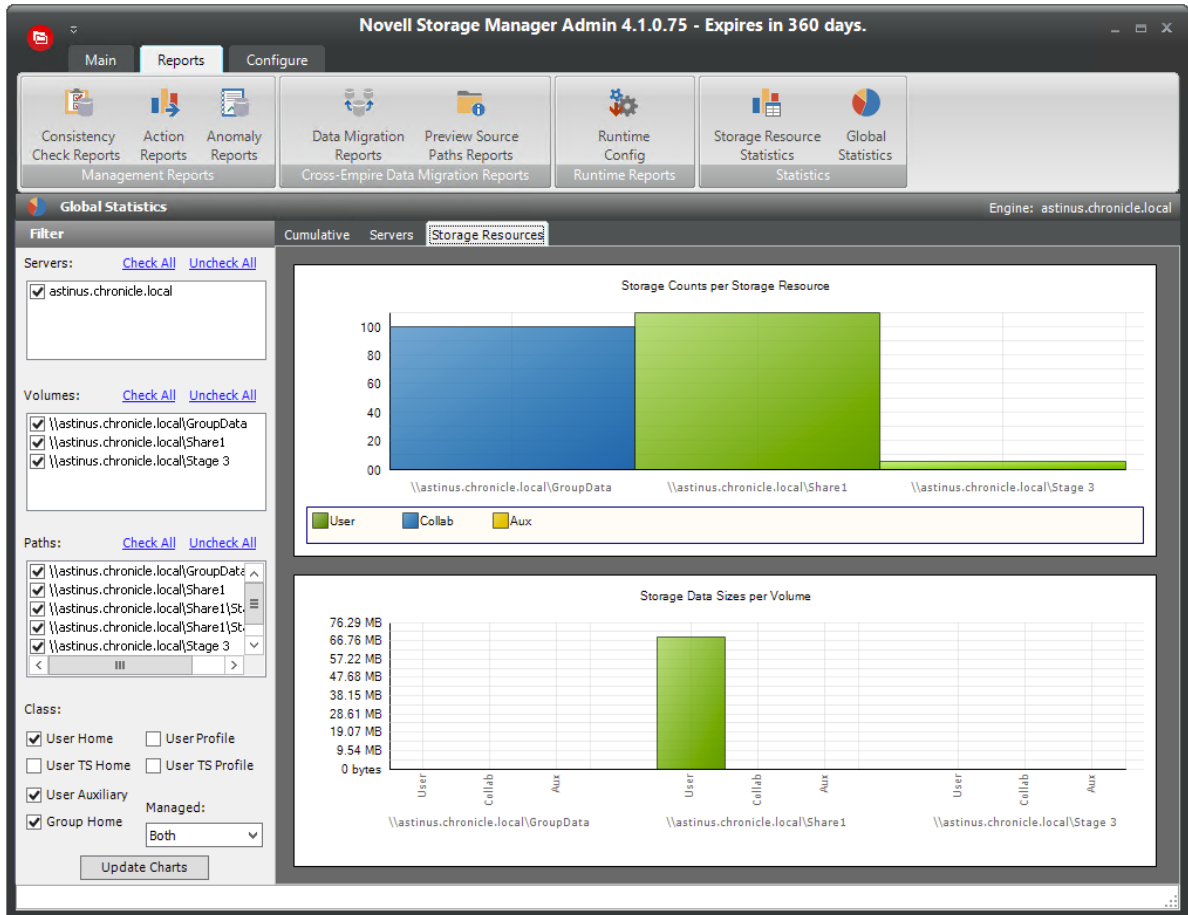 Novell Storage Manager Admin 4.1.0.75 - Expires in 360 days.
Main Reports Configure
Consistency Check Reports
Action Reports
Anomaly Reports
Management Reports
Data Migration Reports
Preview Source Paths Reports
Cross-Empire Data Migration Reports
Runtime Config
Runtime Reports
Storage Resource Statistics
Global Statistics
Statistics
Global Statistics
Engine: astinus.chronicle.local
Filter
Servers: Check All Uncheck All
astinus.chronicle.local
Volumes: Check All Uncheck All
\\astinus.chronicle.local\GroupData
\\astinus.chronicle.local\Share1
\\astinus.chronicle.local\Stage 3
Paths: Check All Uncheck All
\\astinus.chronicle.local\GroupData
\\astinus.chronicle.local\Share1
\\astinus.chronicle.local\Share1\Sta
\\astinus.chronicle.local\Share1\Sta
\\astinus.chronicle.local\Stage 3
Class:
User Home User Profile
User TS Home User TS Profile
User Auxiliary
Managed:
Group Home
Both
Update Charts
Cumulative Servers Storage Resources
Storage Counts per Storage Resource
100
80
60
40
20
00
\\astinus.chronicle.local\GroupData \\astinus.chronicle.local\Share1 \\astinus.chronicle.local\Stage 3
User Collab Aux
Storage Data Sizes per Volume
76.29 MB
66.76 MB
57.22 MB
47.68 MB
38.15 MB
28.61 MB
19.07 MB
9.54 MB
0 bytes
User Collab Aux User Collab Aux User Collab Aux
\\astinus.chronicle.local\GroupData \\astinus.chronicle.local\Share1 \\astinus.chronicle.local\Stage 3